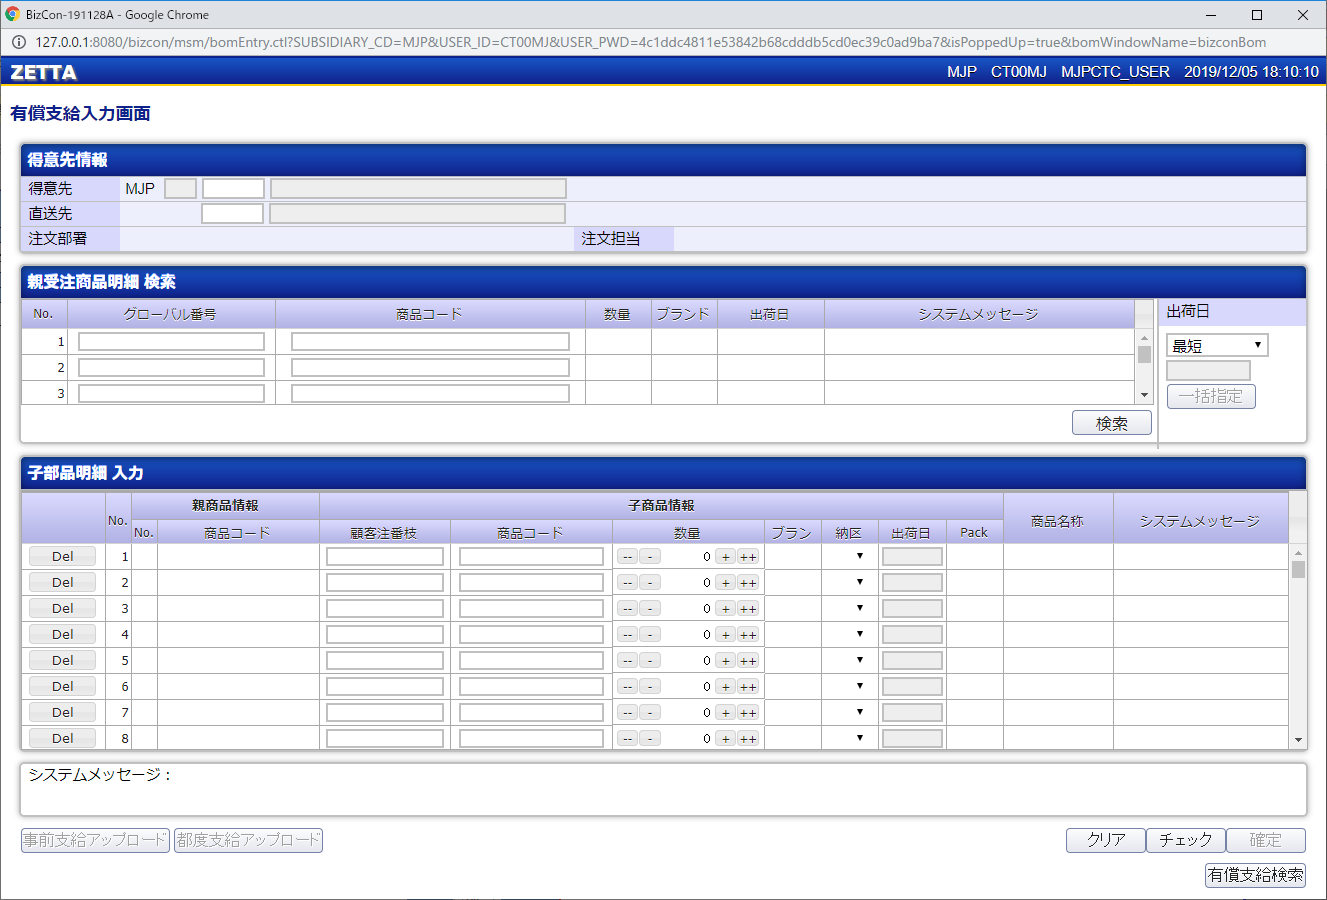 BizCon-191128A - Google Chrome
127.0.0.1:8080/bizcon/msm/bomEntry.ctl?SUBSIDIARY_CD=MJP&USER_ID=CT00MJ&USER_PWD=4c1ddc4811e53842b68cdddb5cd0ec39c0ad9ba7&isPoppedUp=true&bomWindowName=bizconBom
ZETTA MJP CT00MJ MJPCTC_USER 2019/12/05 18:10:10
有償支給入力画面
得意先情報
得意先 MJP
直送先
注文部署 注文担当
親受注商品明細 検索
No. グローバル番号 商品コード 数量 ブランド 出荷日 システムメッセージ 出荷日
1
2
3
最短
一括指定
検索
子部品明細 入力
No. 親商品情報 子商品情報 商品名称 システムメッセージ
No. 商品コード 顧客注番枝 商品コード 数量 ブラン 納区 出荷日 Pack
Del 1 -- - 0 + ++
Del 2 -- - 0 + ++
Del 3 -- - 0 + ++
Del 4 -- - 0 + ++
Del 5 -- - 0 + ++
Del 6 -- - 0 + ++
Del 7 -- - 0 + ++
Del 8 -- - 0 + ++
システムメッセージ：
事前支給アップロード 都度支給アップロード クリア チェック 確定
有償支給検索